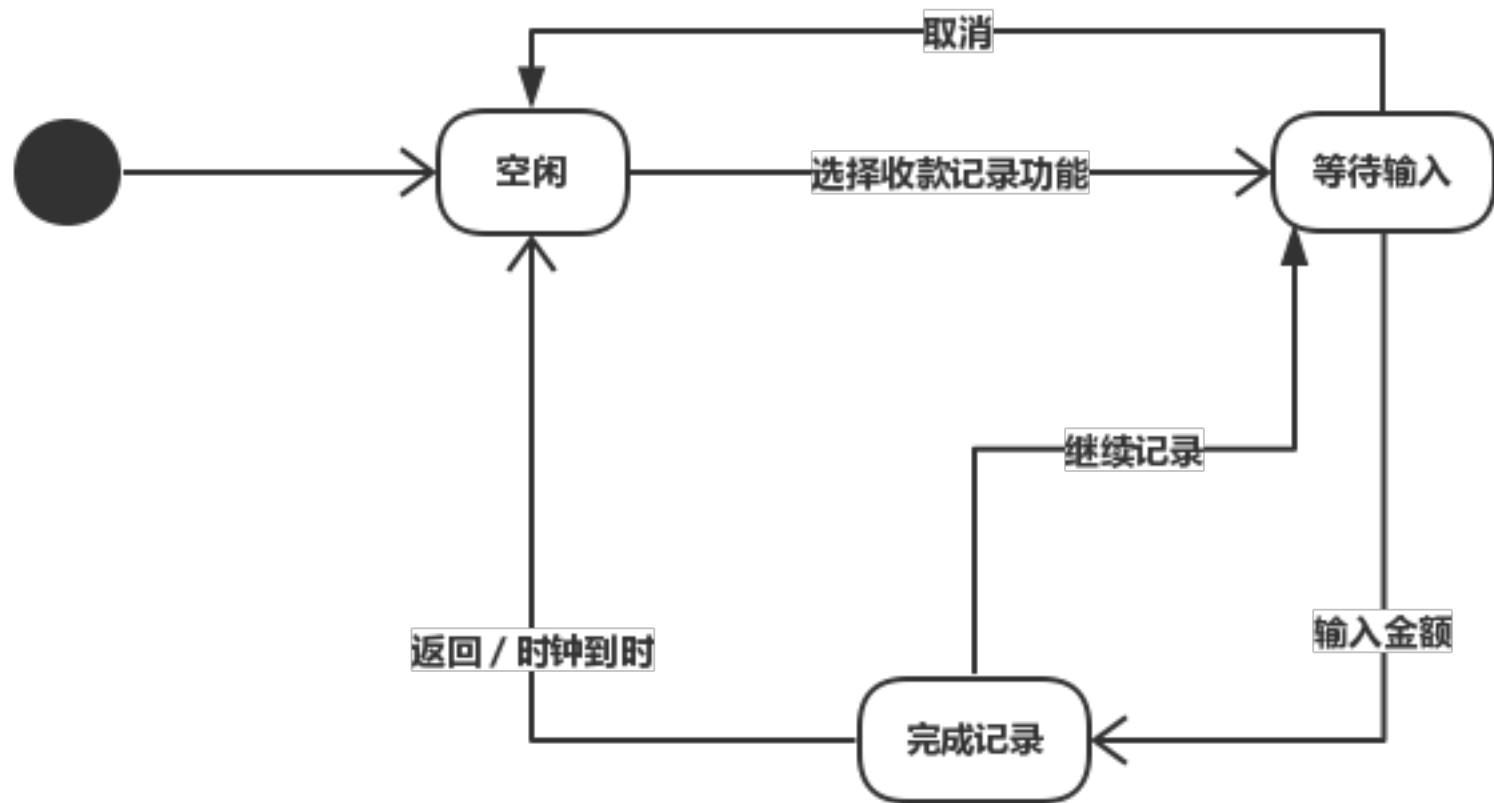 取消
空闲
选择收款记录功能
等待输入
继续记录
输入金额
返回 / 时钟到时
完成记录